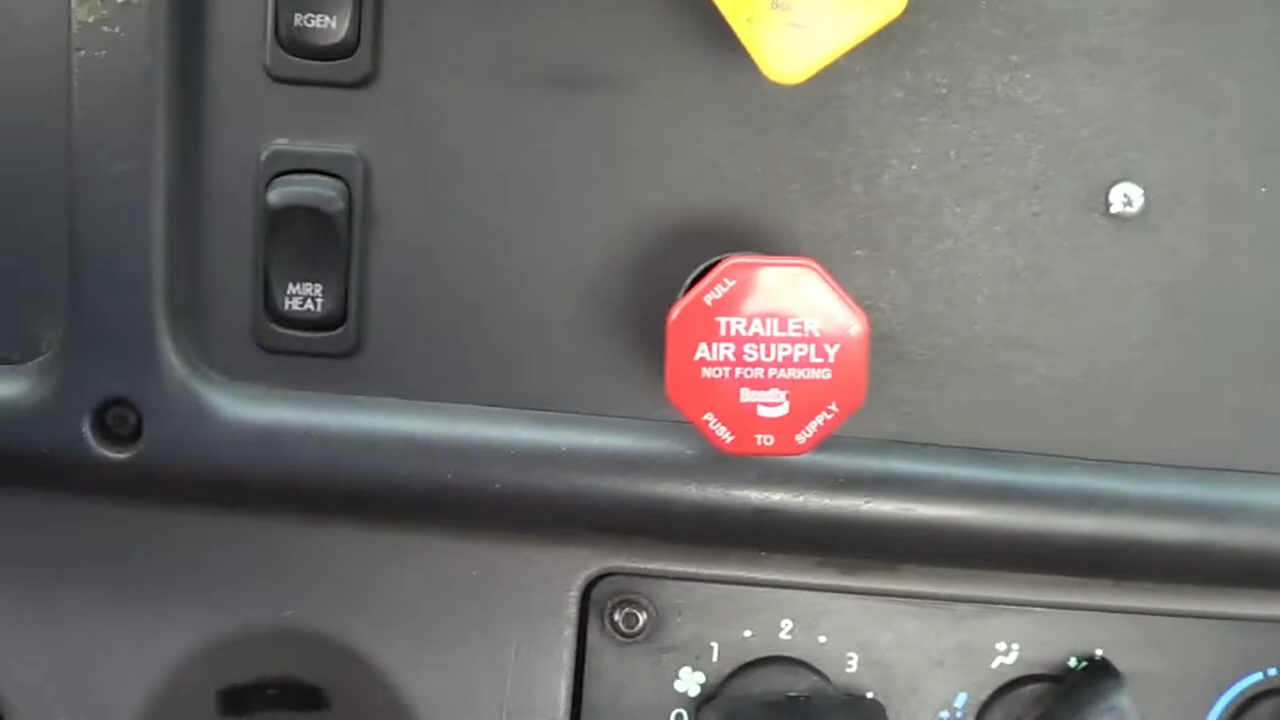 RGEN
MIRR
HEAT
PULL
TRAILER
AIR SUPPLY
NOT FOR PARKING
Bendix
PUSH TO SUPPLY
1 2 3
0